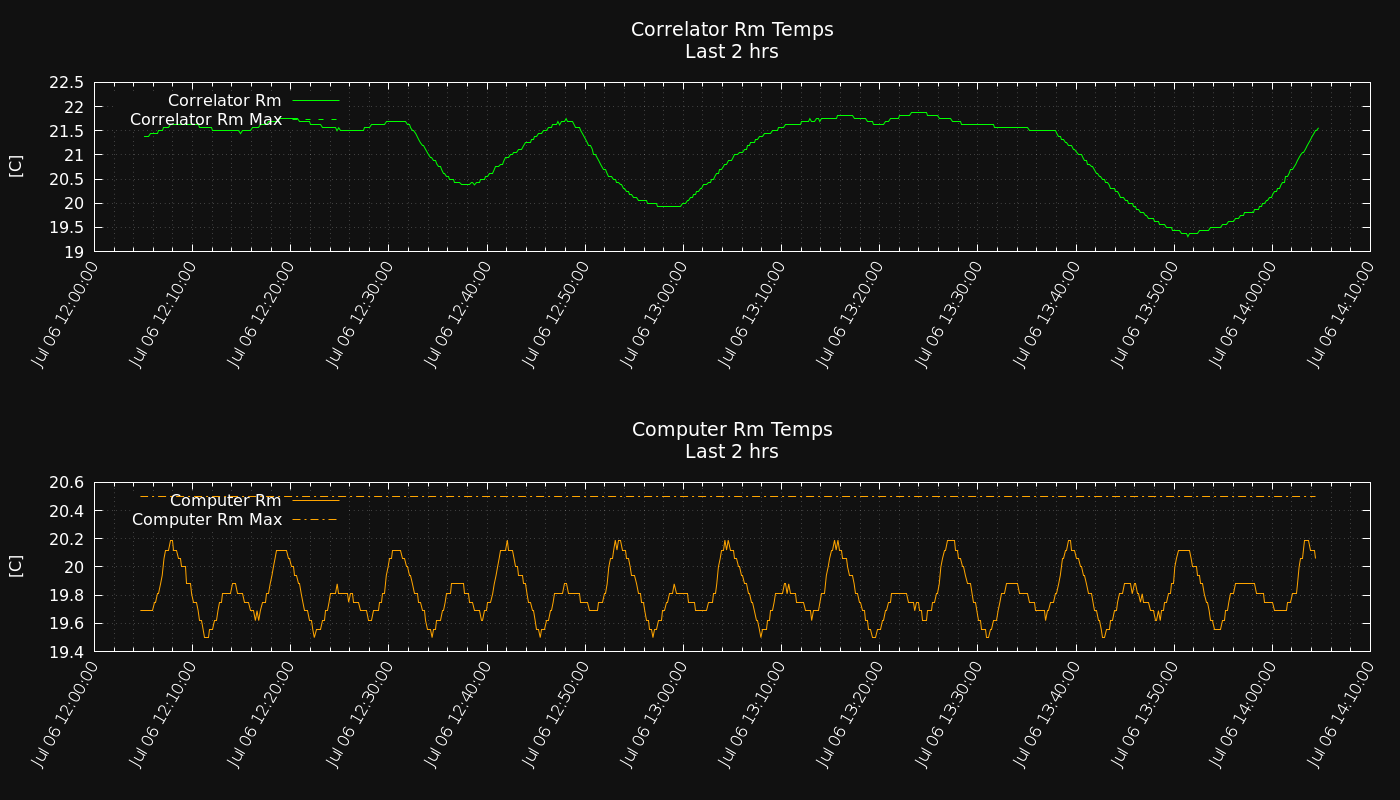 Correlator Rm Temps
Last 2 hrs
22.5
22
21.5
21
20.5
20
19.5
19
[C]
Correlator Rm
Correlator Rm Max
Jul 06 12:00:00
Jul 06 12:10:00
Jul 06 12:20:00
Jul 06 12:30:00
Jul 06 12:40:00
Jul 06 12:50:00
Jul 06 13:00:00
Jul 06 13:10:00
Jul 06 13:20:00
Jul 06 13:30:00
Jul 06 13:40:00
Jul 06 13:50:00
Jul 06 14:00:00
Jul 06 14:10:00
Computer Rm Temps
Last 2 hrs
20.6
20.4
20.2
20
19.8
19.6
19.4
[C]
Computer Rm
Computer Rm Max
Jul 06 12:00:00
Jul 06 12:10:00
Jul 06 12:20:00
Jul 06 12:30:00
Jul 06 12:40:00
Jul 06 12:50:00
Jul 06 13:00:00
Jul 06 13:10:00
Jul 06 13:20:00
Jul 06 13:30:00
Jul 06 13:40:00
Jul 06 13:50:00
Jul 06 14:00:00
Jul 06 14:10:00